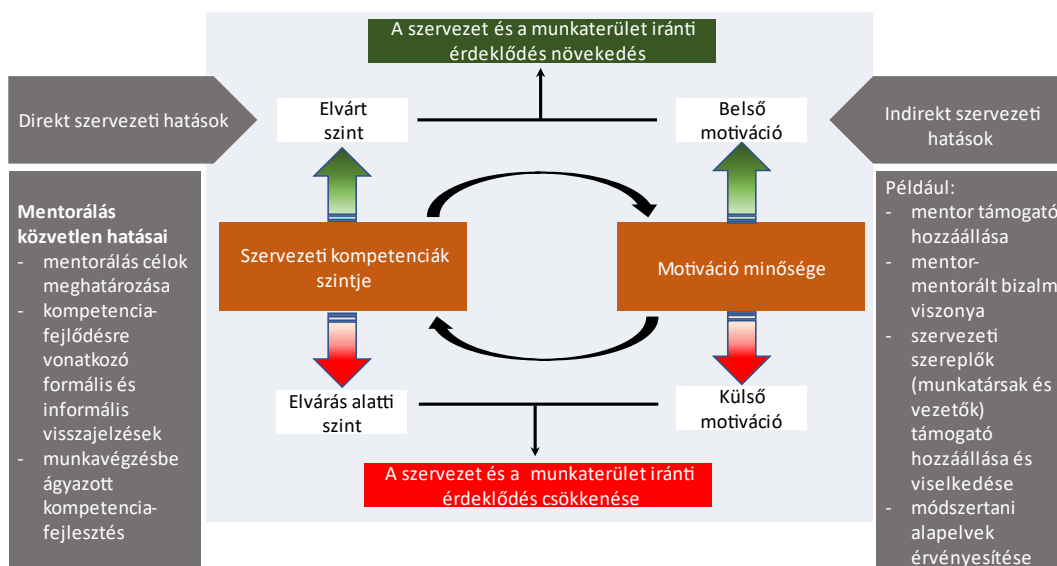 A szervezet és a munkaterület iránti
érdeklődés növekedés
Direkt szervezeti hatások
Elvárt
szint
Belső
motiváció
Indirekt szervezeti
hatások
Mentorálás
közvetlen hatásai
- mentorálás célok
meghatározása
- kompetencia-
fejlődésre
vonatkozó
formális és
informális
visszajelzések
- munkavégzésbe
ágyazott
kompetencia-
fejlesztés
Szervezeti kompetenciák
szintje
Motiváció minősége
Elvárás alatti
szint
Külső
motiváció
A szervezet és a munkaterület iránti
érdeklődés csökkenése
Például:
- mentor támogató
hozzáállása
- mentor-
mentorált bizalm
viszonya
- szervezeti
szereplők
(munkatársak és
vezetők)
támogató
hozzáállása és
viselkedése
- módszertani
alapelvek
érvényesítése